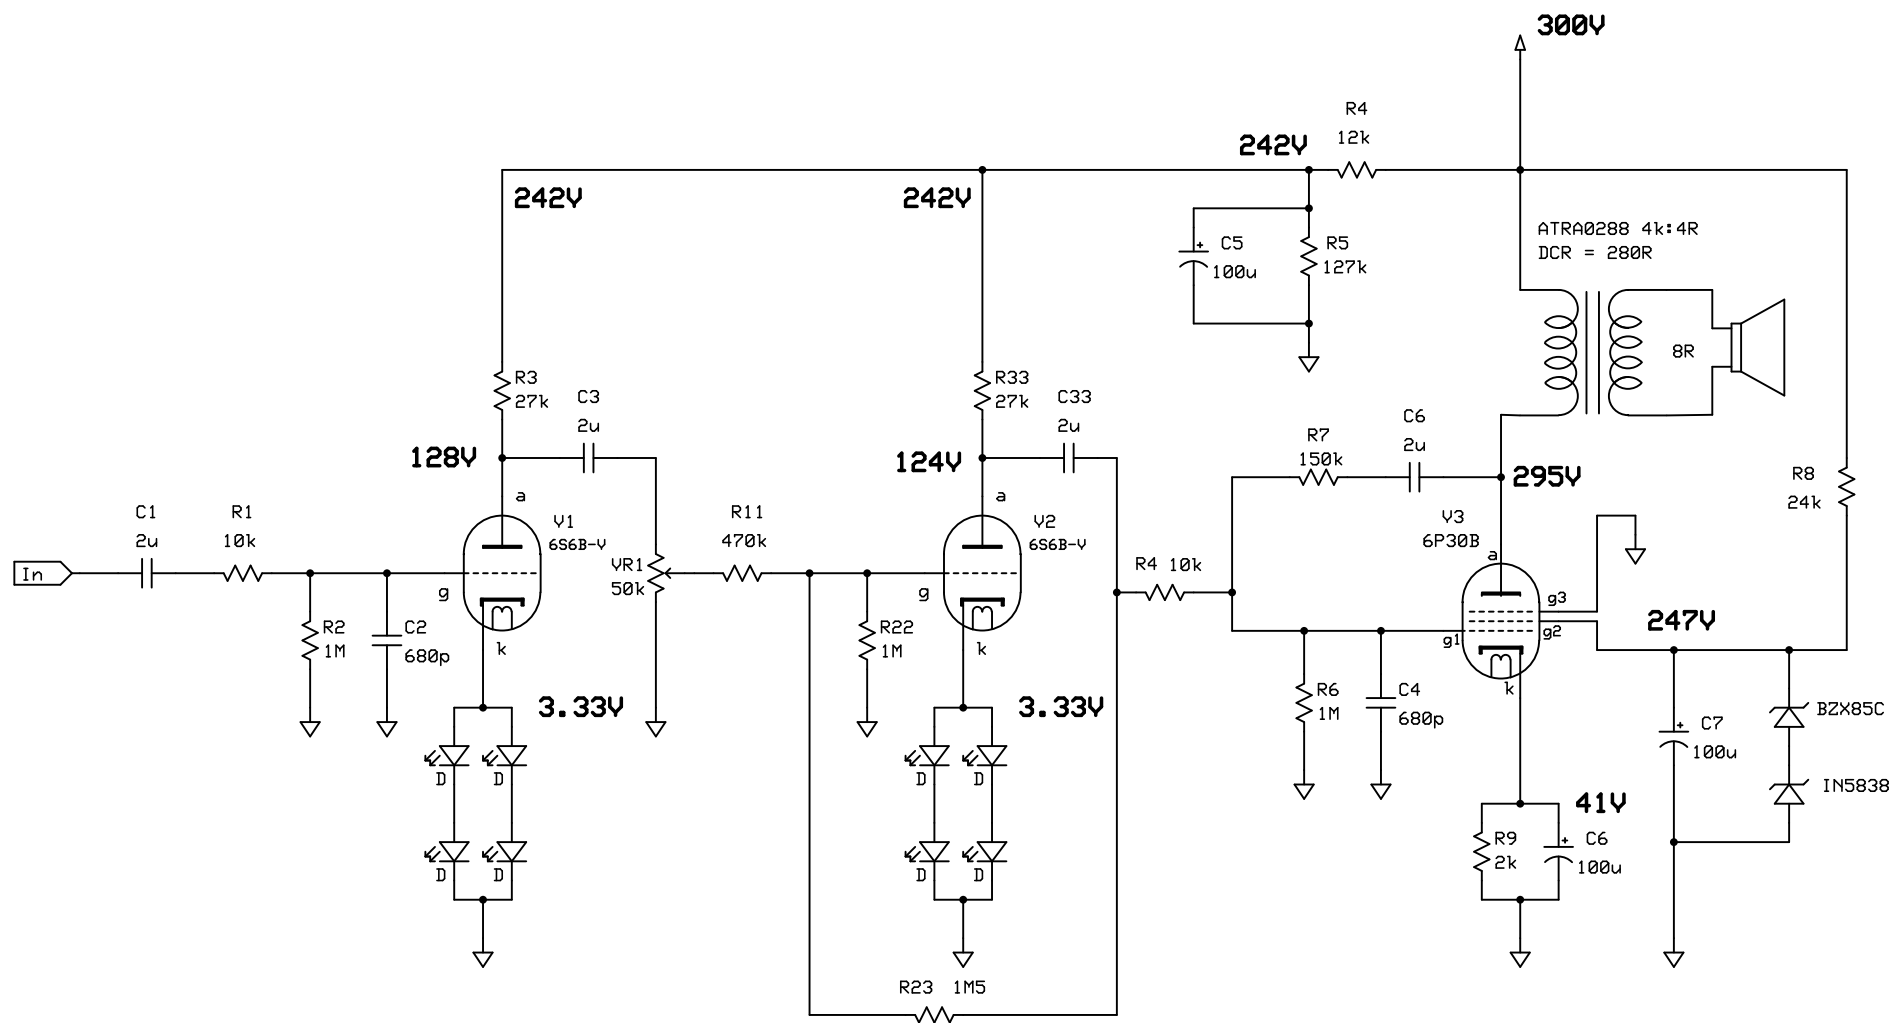 300V
R4
12k
242V
242V
242V
ATRA0288 4k:4R
DCR = 280R
C5
100u
R5
127k
8R
R3
27k
C3
2u
R33
27k
C33
2u
C6
2u
R7
150k
128V
124V
295V
R8
24k
a
a
C1
2u
R1
10k
V1
6S6B-V
R11
470k
V2
6S6B-V
V3
6P30B
a
In
VR1
50k
R4 10k
g
g
g3
g2
g1
247V
R2
1M
C2
680p
k
R22
1M
k
k
R6
1M
C4
680p
3.33V
3.33V
BZX85C
C7
100u
D
D
D
D
IN5838
41V
R9
2k
C6
100u
D
D
D
D
R23 1M5